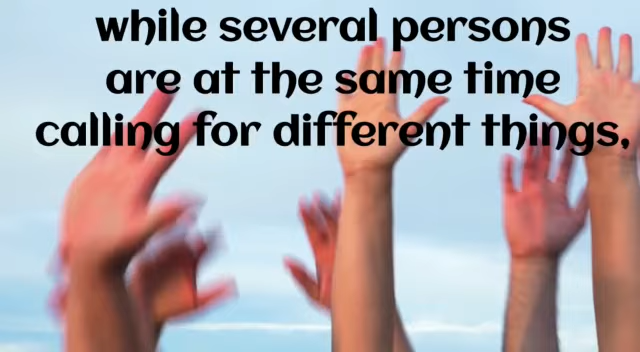 while several persons
are at the same time
calling for different things,